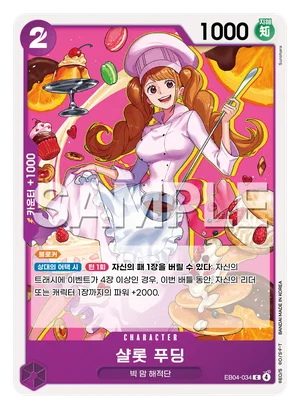 2
1000
지혜
知
카운터 +1000
SAMPLE
블로커
상대의 어택 시 턴 1회 자신의 패 1장을 버릴 수 있다: 자신의
트래시에 이벤트가 4장 이상인 경우, 이번 배틀 동안, 자신의 리더
또는 캐릭터 1장까지의 파워 +2000.
CHARACTER
샬롯 푸딩
빅 맘 해적단
EB04-034
BANDAI MADE IN KOREA